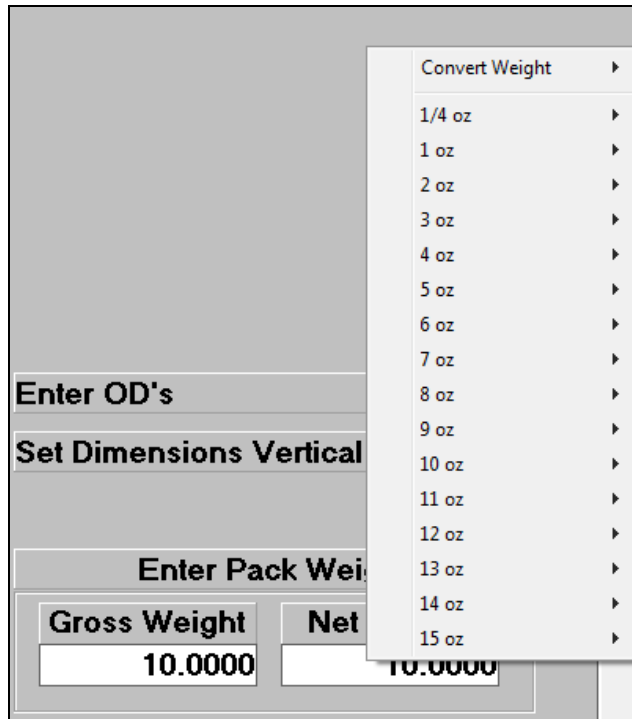 Convert Weight
1/4 oz
1 oz
2 oz
3 oz
4 oz
5 oz
6 oz
7 oz
8 oz
9 oz
10 oz
11 oz
12 oz
13 oz
14 oz
15 oz
Enter OD's
Set Dimensions Vertical
Enter Pack
Gross Weight Net
10.0000 10.0000